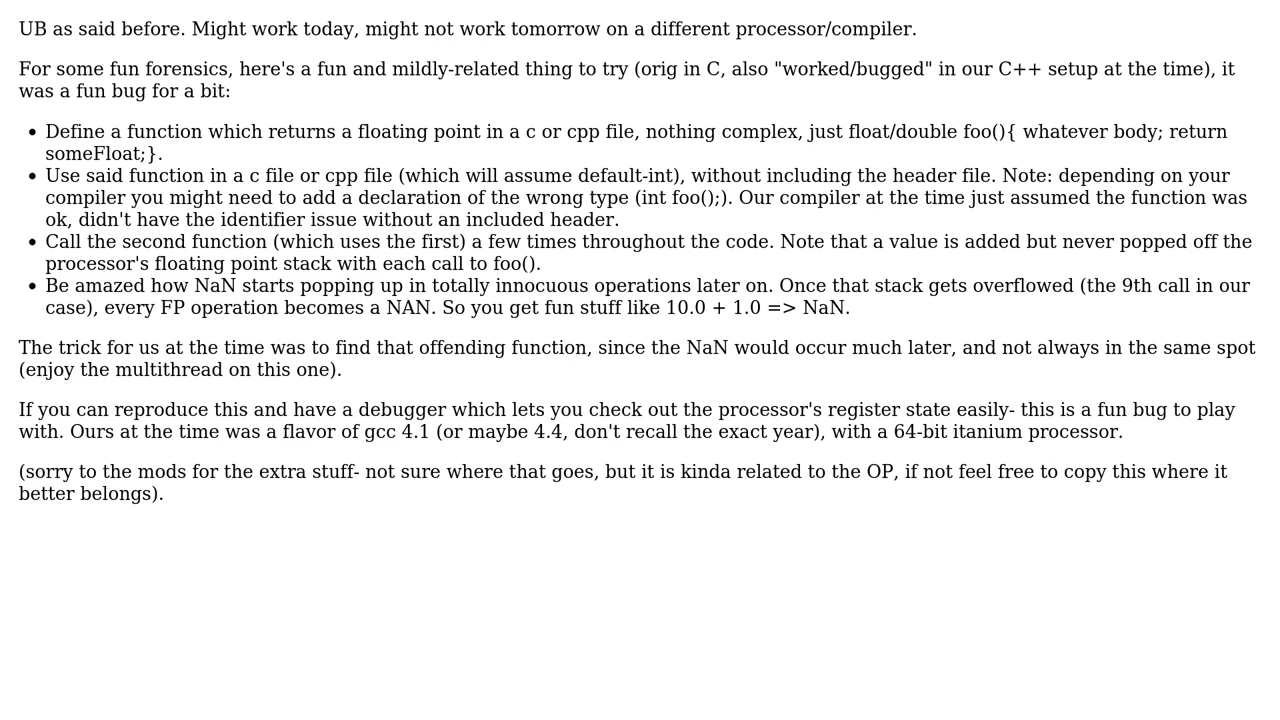 UB as said before. Might work today, might not work tomorrow on a different processor/compiler.
For some fun forensics, here's a fun and mildly-related thing to try (orig in C, also "worked/bugged" in our C++ setup at the time), it
was a fun bug for a bit:
• Define a function which returns a floating point in a c or cpp file, nothing complex, just float/double foo(){ whatever body; return
someFloat;}.
• Use said function in a c file or cpp file (which will assume default-int), without including the header file. Note: depending on your
compiler you might need to add a declaration of the wrong type (int foo();). Our compiler at the time just assumed the function was
ok, didn't have the identifier issue without an included header.
• Call the second function (which uses the first) a few times throughout the code. Note that a value is added but never popped off the
processor's floating point stack with each call to foo().
• Be amazed how NaN starts popping up in totally innocuous operations later on. Once that stack gets overflowed (the 9th call in our
case), every FP operation becomes a NAN. So you get fun stuff like 10.0 + 1.0 => NaN.
The trick for us at the time was to find that offending function, since the NaN would occur much later, and not always in the same spot
(enjoy the multithread on this one).
If you can reproduce this and have a debugger which lets you check out the processor's register state easily- this is a fun bug to play
with. Ours at the time was a flavor of gcc 4.1 (or maybe 4.4, don't recall the exact year), with a 64-bit itanium processor.
(sorry to the mods for the extra stuff- not sure where that goes, but it is kinda related to the OP, if not feel free to copy this where it
better belongs).